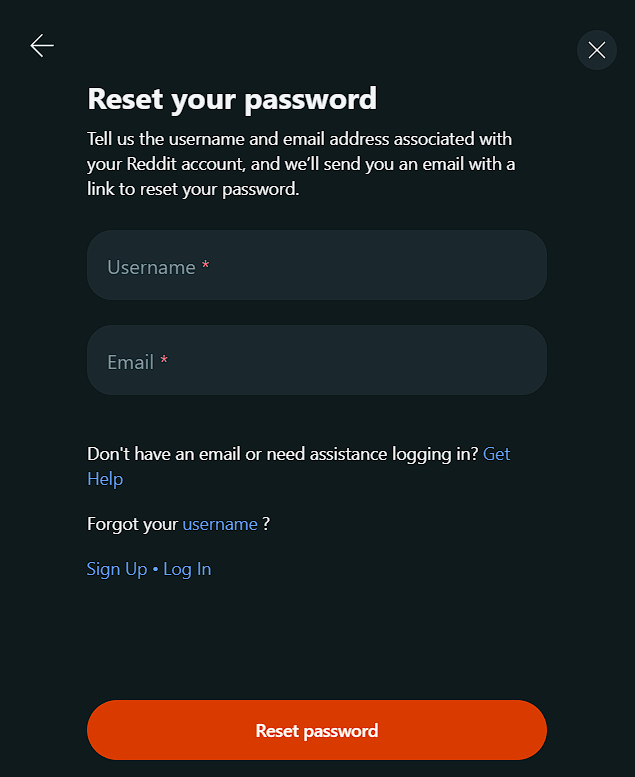 Reset your password
Tell us the username and email address associated with
your Reddit account, and we’ll send you an email with a
link to reset your password.
Username *
Email *
Don't have an email or need assistance logging in? Get
Help
Forgot your username ?
Sign Up • Log In
Reset password